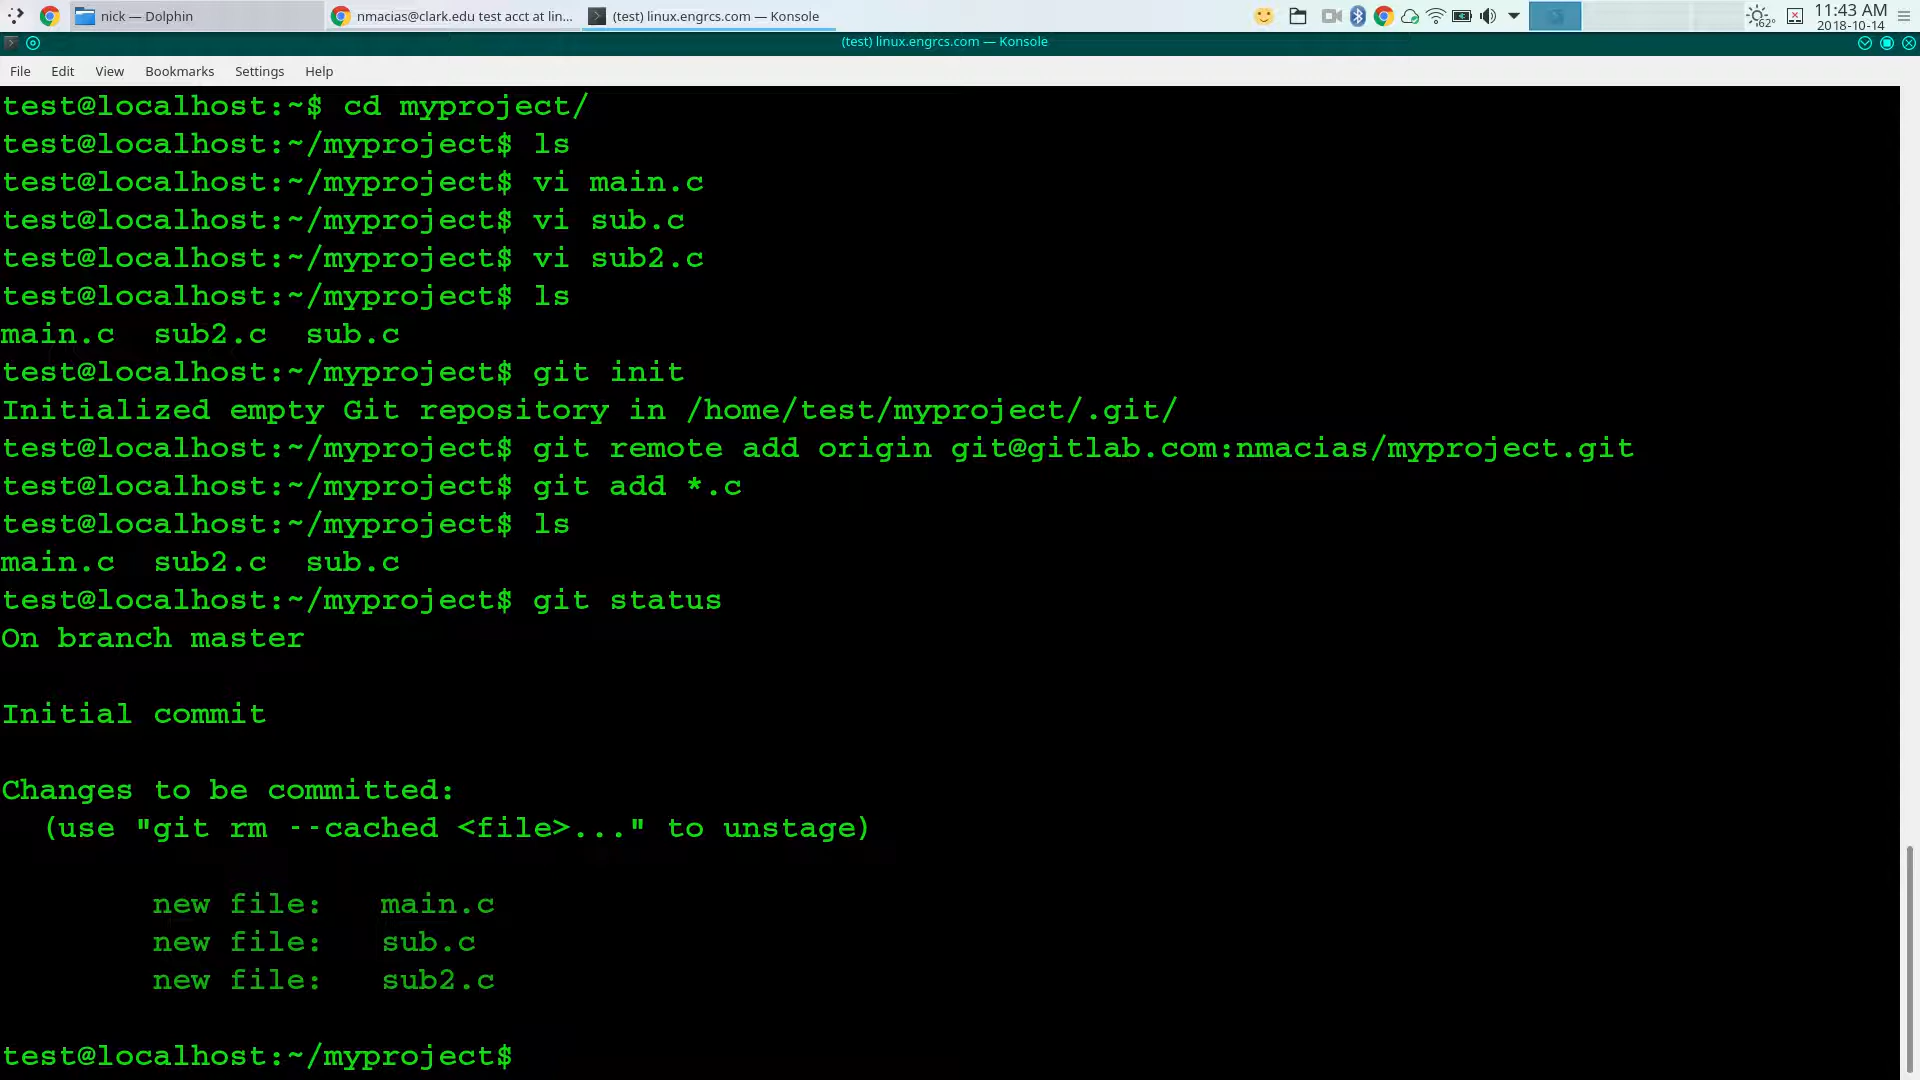 nick — Dolphin
nmacias@clark.edu test acct at lin...
(test) linux.engrcs.com — Konsole
62°
11:43 AM
2018-10-14
(test) linux.engrcs.com — Konsole
File Edit View Bookmarks Settings Help
test@localhost:~$ cd myproject/
test@localhost:~/myproject$ ls
test@localhost:~/myproject$ vi main.c
test@localhost:~/myproject$ vi sub.c
test@localhost:~/myproject$ vi sub2.c
test@localhost:~/myproject$ ls
main.c  sub2.c  sub.c
test@localhost:~/myproject$ git init
Initialized empty Git repository in /home/test/myproject/.git/
test@localhost:~/myproject$ git remote add origin git@gitlab.com:nmacias/myproject.git
test@localhost:~/myproject$ git add *.c
test@localhost:~/myproject$ ls
main.c  sub2.c  sub.c
test@localhost:~/myproject$ git status
On branch master
Initial commit
Changes to be committed:
  (use "git rm --cached <file>..." to unstage)
        new file:   main.c
        new file:   sub.c
        new file:   sub2.c
test@localhost:~/myproject$